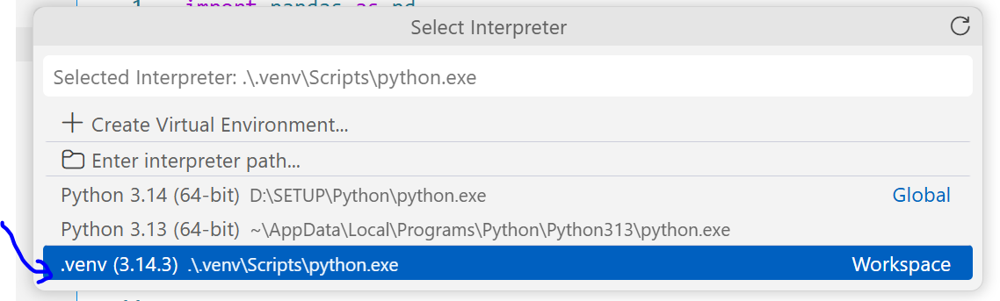 1 import pandas as pd
Select Interpreter
Selected Interpreter: .\.venv\Scripts\python.exe
Create Virtual Environment...
Enter interpreter path...
Python 3.14 (64-bit) D:\SETUP\Python\python.exe Global
Python 3.13 (64-bit) ~\AppData\Local\Programs\Python\Python313\python.exe
.venv (3.14.3) .\.venv\Scripts\python.exe Workspace